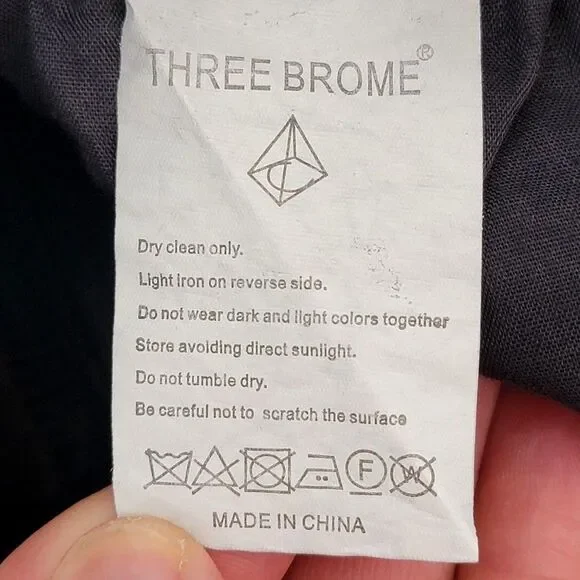 THREE BROME®
Dry clean only.
Light iron on reverse side.
Do not wear dark and light colors together
Store avoiding direct sunlight.
Do not tumble dry.
Be careful not to scratch the surface
F W
MADE IN CHINA